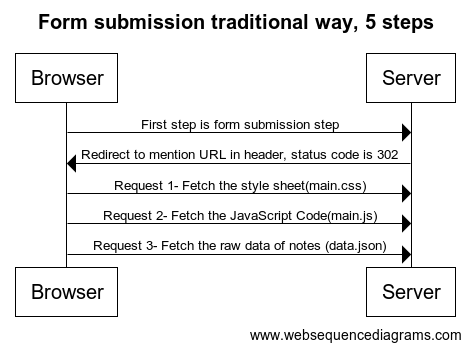 Form submission traditional way, 5 steps
Browser
Server
First step is form submission step
Redirect to mention URL in header, status code is 302
Request 1- Fetch the style sheet(main.css)
Request 2- Fetch the JavaScript Code(main.js)
Request 3- Fetch the raw data of notes (data.json)
Browser
Server
www.websequencediagrams.com